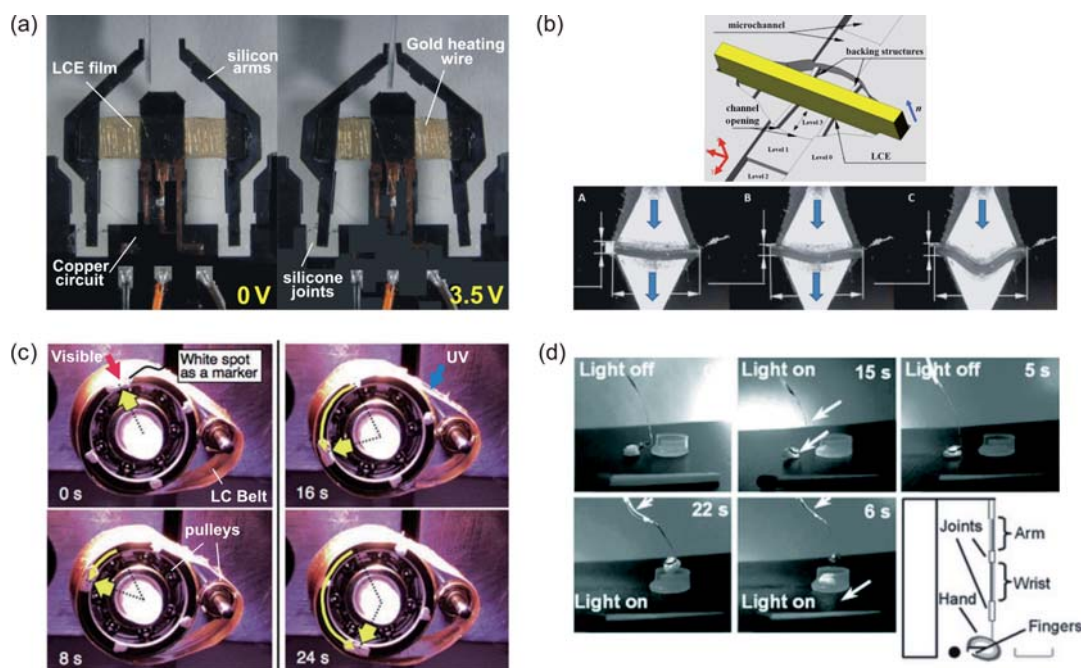 (a)
LCE film
silicon
arms
Gold heating
wire
Copper
circuit
0 V
silicone
joints
3.5V
(b)
microchannel
backing structures
n
channel
opening
Level 3
Level 1
Level 0
Level 2
LCE
A
B
C
(c)
Visible
White spot
as a marker
UV
0 s
LC Belt
16 s
pulleys
8 s
24 s
(d)
Light off
Light on
15 s
Light off
5 s
22 s
Light on
6 s
Light on
Joints
Arm
Wrist
Hand
Fingers